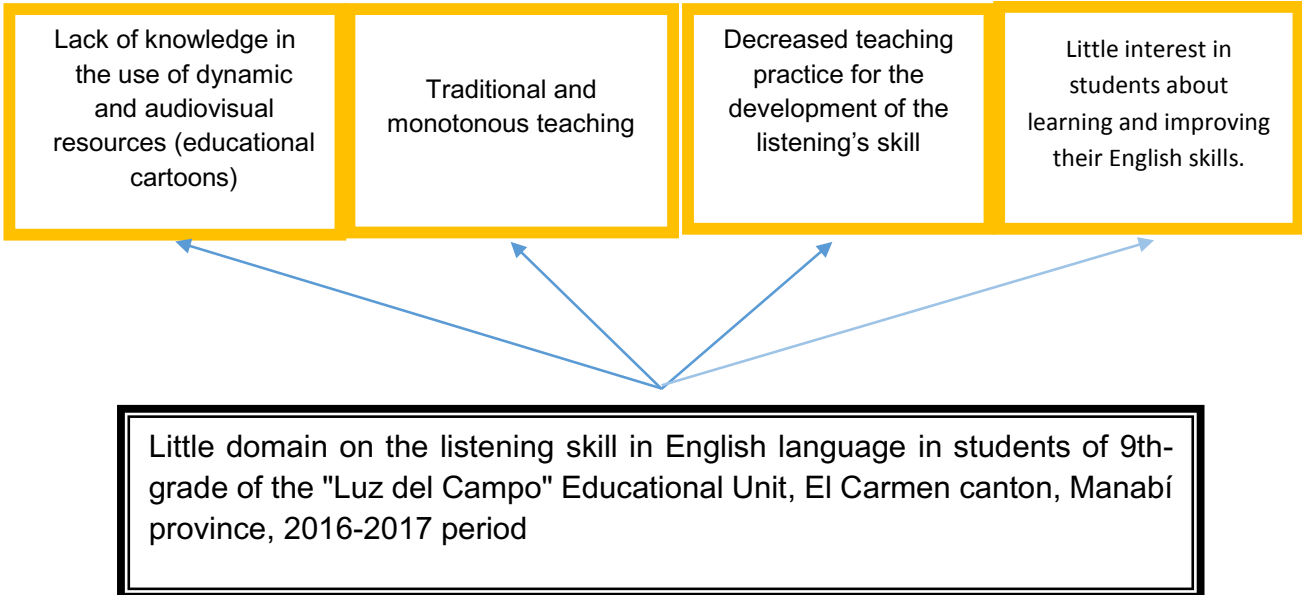 Lack of knowledge in
the use of dynamic
and audiovisual
resources (educational
cartoons)
Traditional and
monotonous teaching
Decreased teaching
practice for the
development of the
listening’s skill
Little interest in
students about
learning and improving
their English skills.
Little domain on the listening skill in English language in students of 9th-
grade of the "Luz del Campo" Educational Unit, El Carmen canton, Manabí
province, 2016-2017 period